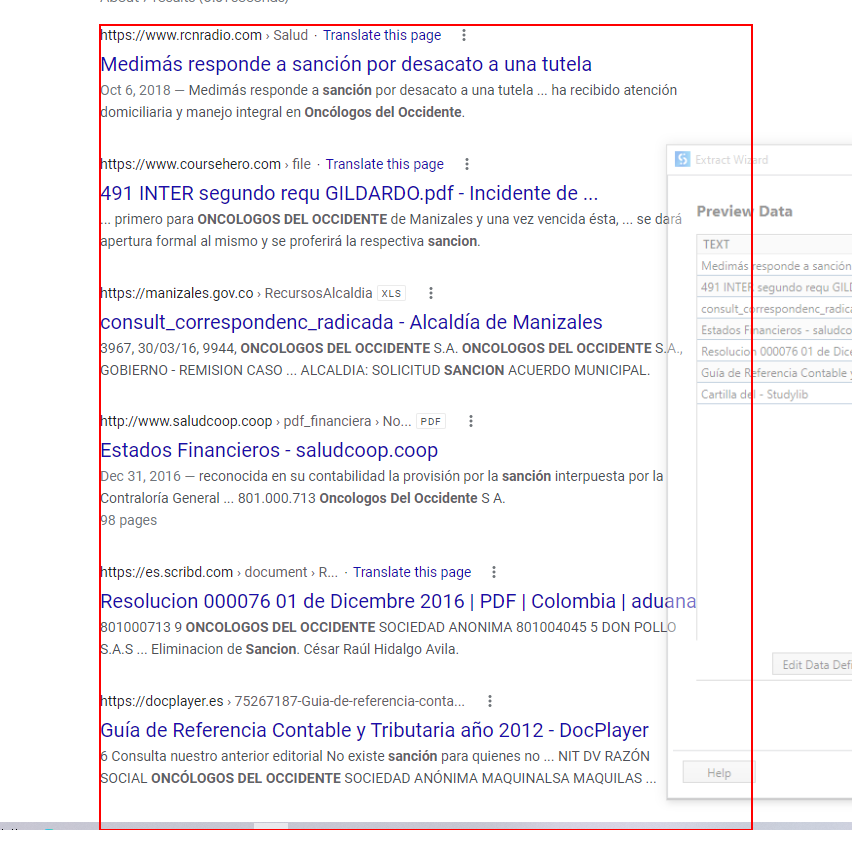 https://www.rcnradio.com › Salud · Translate this page
Medimás responde a sanción por desacato a una tutela
Oct 6, 2018 — Medimás responde a sanción por desacato a una tutela ... ha recibido atención
domiciliaria y manejo integral en Oncólogos del Occidente.
https://www.coursehero.com › file · Translate this page
491 INTER segundo requ GILDARDO.pdf - Incidente de ...
... primero para ONCOLOGOS DEL OCCIDENTE de Manizales y una vez vencida ésta, ... se dará
apertura formal al mismo y se proferirá la respectiva sancion.
https://manizales.gov.co › RecursosAlcaldia XLS
consult_correspondenc_radicada - Alcaldía de Manizales
3967, 30/03/16, 9944, ONCOLOGOS DEL OCCIDENTE S.A. ONCOLOGOS DEL OCCIDENTE S.A.,
GOBIERNO - REMISION CASO ... ALCALDIA: SOLICITUD SANCION ACUERDO MUNICIPAL.
http://www.saludcoop.coop › pdf_financiera › No... PDF
Estados Financieros - saludcoop.coop
Dec 31, 2016 — reconocida en su contabilidad la provisión por la sanción interpuesta por la
Contraloría General ... 801.000.713 Oncologos Del Occidente S A.
98 pages
https://es.scribd.com › document › R... · Translate this page
Resolucion 000076 01 de Dicembre 2016 | PDF | Colombia | aduana
801000713 9 ONCOLOGOS DEL OCCIDENTE SOCIEDAD ANONIMA 801004045 5 DON POLLO
S.A.S ... Eliminacion de Sancion. César Raúl Hidalgo Avila.
https://docplayer.es › 75267187-Guia-de-referencia-conta...
Guía de Referencia Contable y Tributaria año 2012 - DocPlayer
6 Consulta nuestro anterior editorial No existe sanción para quienes no ... NIT DV RAZÓN
SOCIAL ONCÓLOGOS DEL OCCIDENTE SOCIEDAD ANÓNIMA MAQUINALSA MAQUILAS ...
Extract Wizard
Preview Data
TEXT
Medimás responde a sanción
491 INTER segundo requ GILD
consult_correspondenc_radica
Estados Financieros - saludco
Resolucion 000076 01 de Dice
Guía de Referencia Contable y
Cartilla del - Studylib
Edit Data Defi
Help